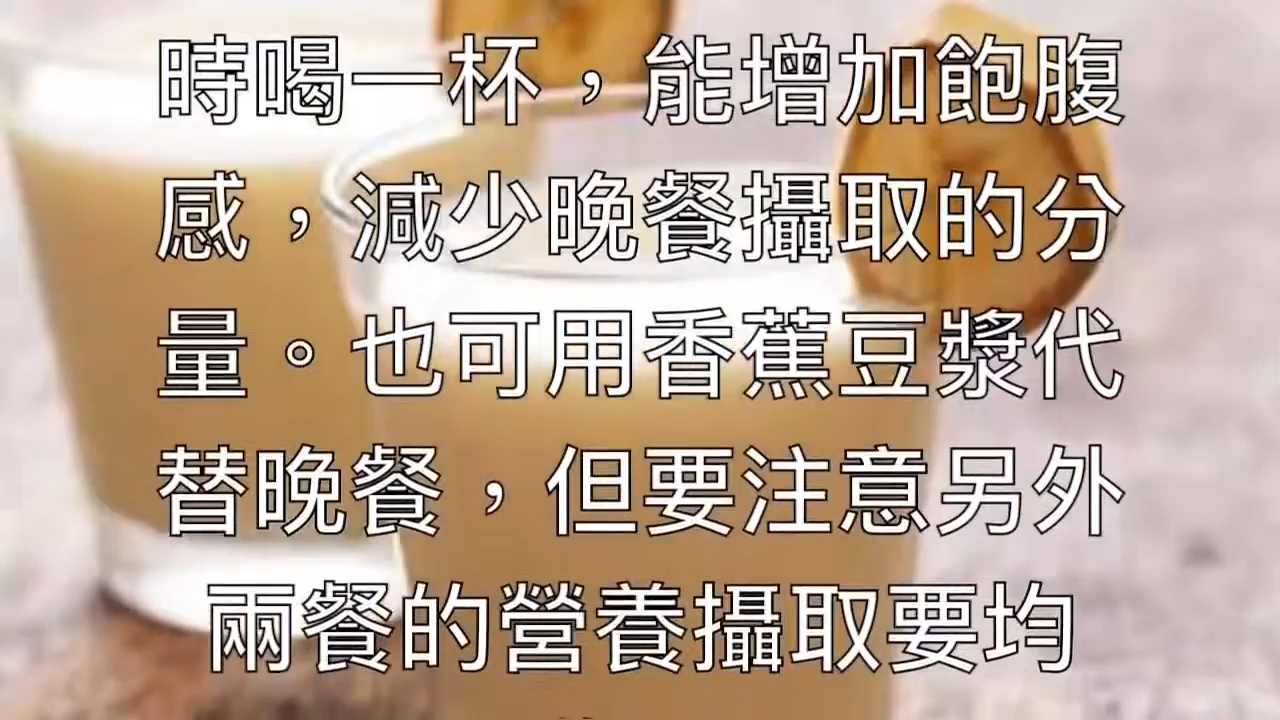 時喝一杯，能增加飽腹
感，減少晚餐攝取的分
量。也可用香蕉豆漿代
替晚餐，但要注意另外
兩餐的營養攝取要均